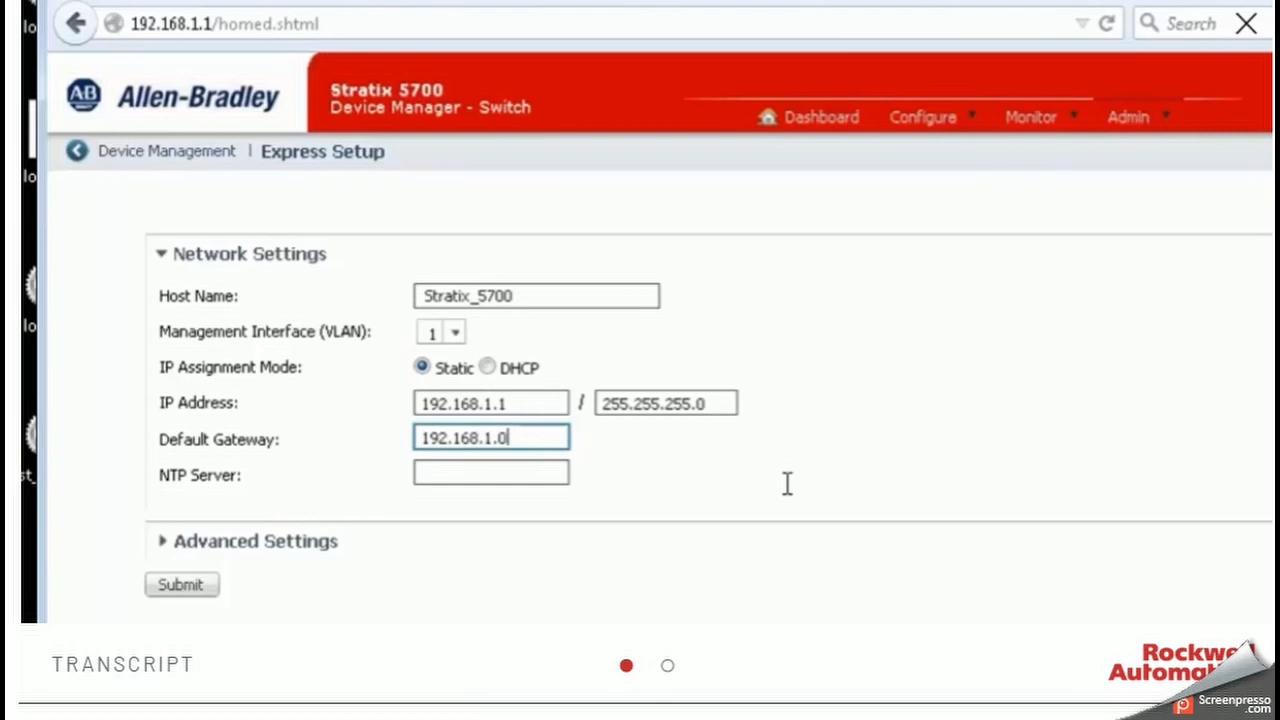 192.168.1.1/homed.shtml
Search
AB Allen-Bradley
Stratix 5700
Device Manager - Switch
Dashboard Configure Monitor Admin
Device Management | Express Setup
Network Settings
Host Name: Stratix_5700
Management Interface (VLAN): 1
IP Assignment Mode: Static DHCP
IP Address: 192.168.1.1 / 255.255.255.0
Default Gateway: 192.168.1.0
NTP Server:
Advanced Settings
Submit
TRANSCRIPT
Screenpresso
.com